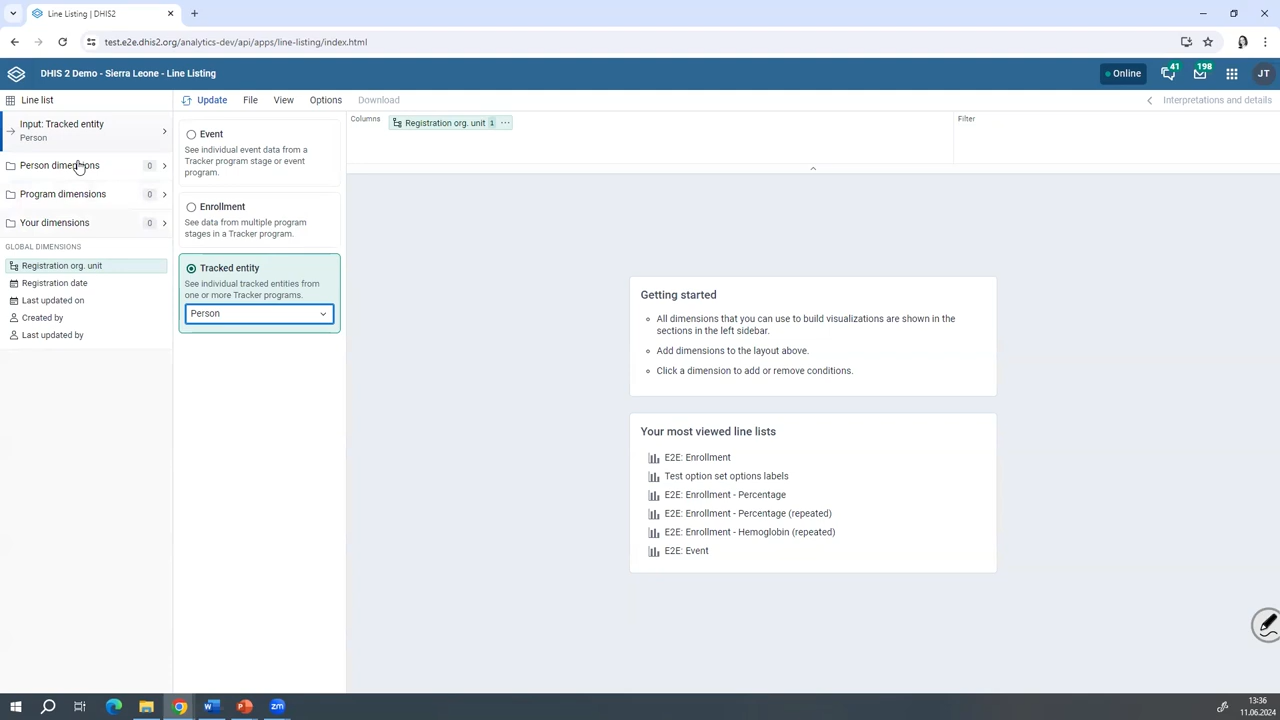 Line Listing | DHIS2
test.e2e.dhis2.org/analytics-dev/api/apps/line-listing/index.html
DHIS 2 Demo - Sierra Leone - Line Listing
Online
41
198
JT
Line list
Update
File
View
Options
Download
Interpretations and details
Input: Tracked entity
Person
Person dimensions
0
Program dimensions
0
Your dimensions
0
GLOBAL DIMENSIONS
Registration org. unit
Registration date
Last updated on
Created by
Last updated by
Event
See individual event data from a
Tracker program stage or event
program.
Enrollment
See data from multiple program
stages in a Tracker program.
Tracked entity
See individual tracked entities from
one or more Tracker programs.
Person
Columns
Registration org. unit 1
Filter
Getting started
All dimensions that you can use to build visualizations are shown in the
sections in the left sidebar.
Add dimensions to the layout above.
Click a dimension to add or remove conditions.
Your most viewed line lists
E2E: Enrollment
Test option set options labels
E2E: Enrollment - Percentage
E2E: Enrollment - Percentage (repeated)
E2E: Enrollment - Hemoglobin (repeated)
E2E: Event
zm
13:36
11.06.2024